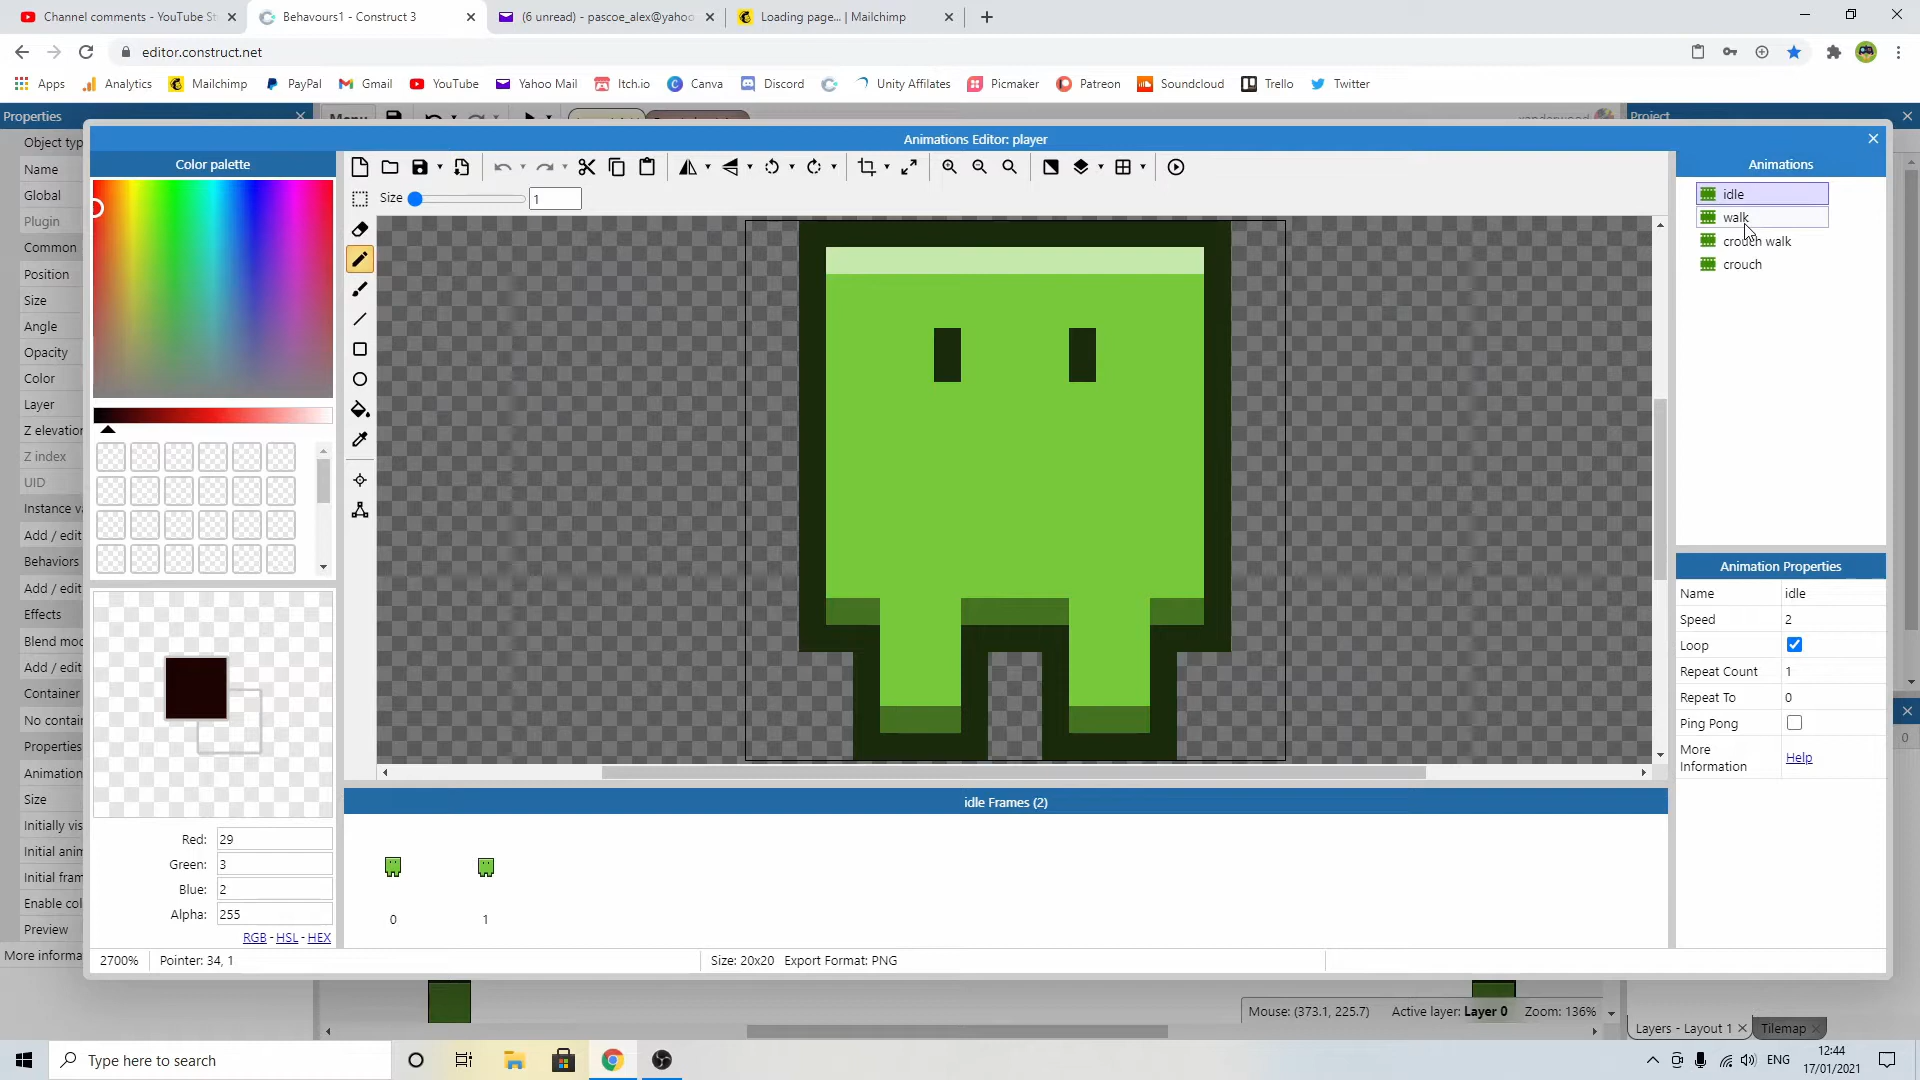 Channel comments - YouTube St
Behavours1 - Construct 3
(6 unread) - pascoe_alex@yahoo
Loading page... | Mailchimp
editor.construct.net
Apps Analytics Mailchimp PayPal Gmail YouTube Yahoo Mail Itch.io Canva Discord Unity Affilates Picmaker Patreon Soundcloud Trello Twitter
Properties
Menu
Project
Animations Editor: player
Object typ
Name
Global
Plugin
Common
Position
Size
Angle
Opacity
Color
Layer
Z elevation
Z index
UID
Instance va
Add / edit
Behaviors
Add / edit
Effects
Blend mod
Add / edit
Container
No contain
Properties
Animation
Size
Initially vis
Initial anim
Initial fram
Enable col
Preview
More informa
Color palette
Red: 29
Green: 3
Blue: 2
Alpha: 255
RGB - HSL - HEX
Size 1
idle Frames (2)
0 1
2700% Pointer: 34, 1 Size: 20x20 Export Format: PNG
Animations
idle
walk
crouch walk
crouch
Animation Properties
Name idle
Speed 2
Loop
Repeat Count 1
Repeat To 0
Ping Pong
More
Information Help
0
Mouse: (373.1, 225.7) Active layer: Layer 0 Zoom: 136%
Layers - Layout 1 Tilemap
Type here to search
ENG
12:44
17/01/2021